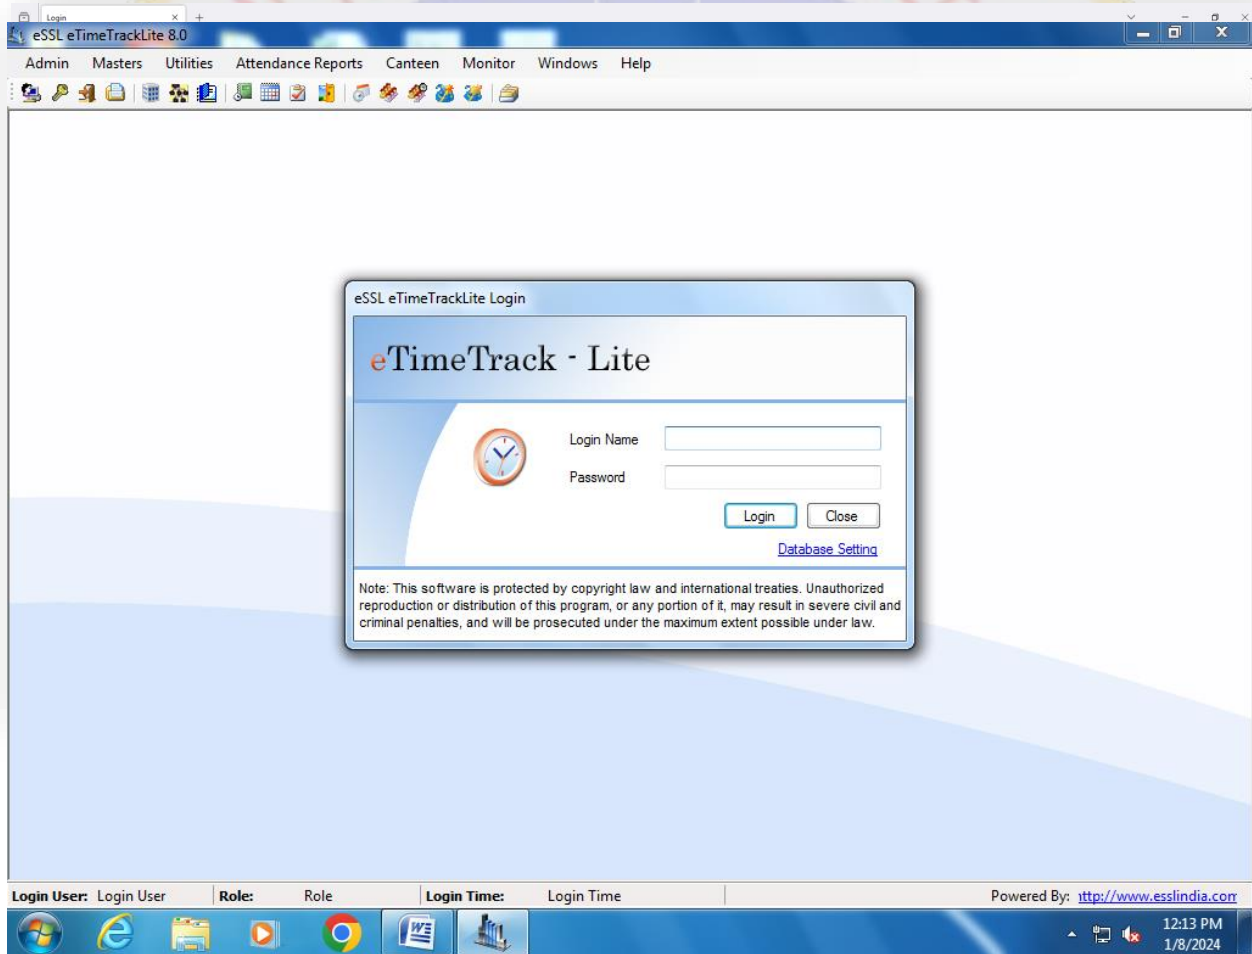 Login
eSSL eTimeTrackLite 8.0
Admin Masters Utilities Attendance Reports Canteen Monitor Windows Help
eSSL eTimeTrackLite Login
eTimeTrack - Lite
Login Name
Password
Login Close
Database Setting
Note: This software is protected by copyright law and international treaties. Unauthorized
reproduction or distribution of this program, or any portion of it, may result in severe civil and
criminal penalties, and will be prosecuted under the maximum extent possible under law.
Login User: Login User Role: Role Login Time: Login Time Powered By: ttp://www.esslindia.com
12:13 PM
1/8/2024